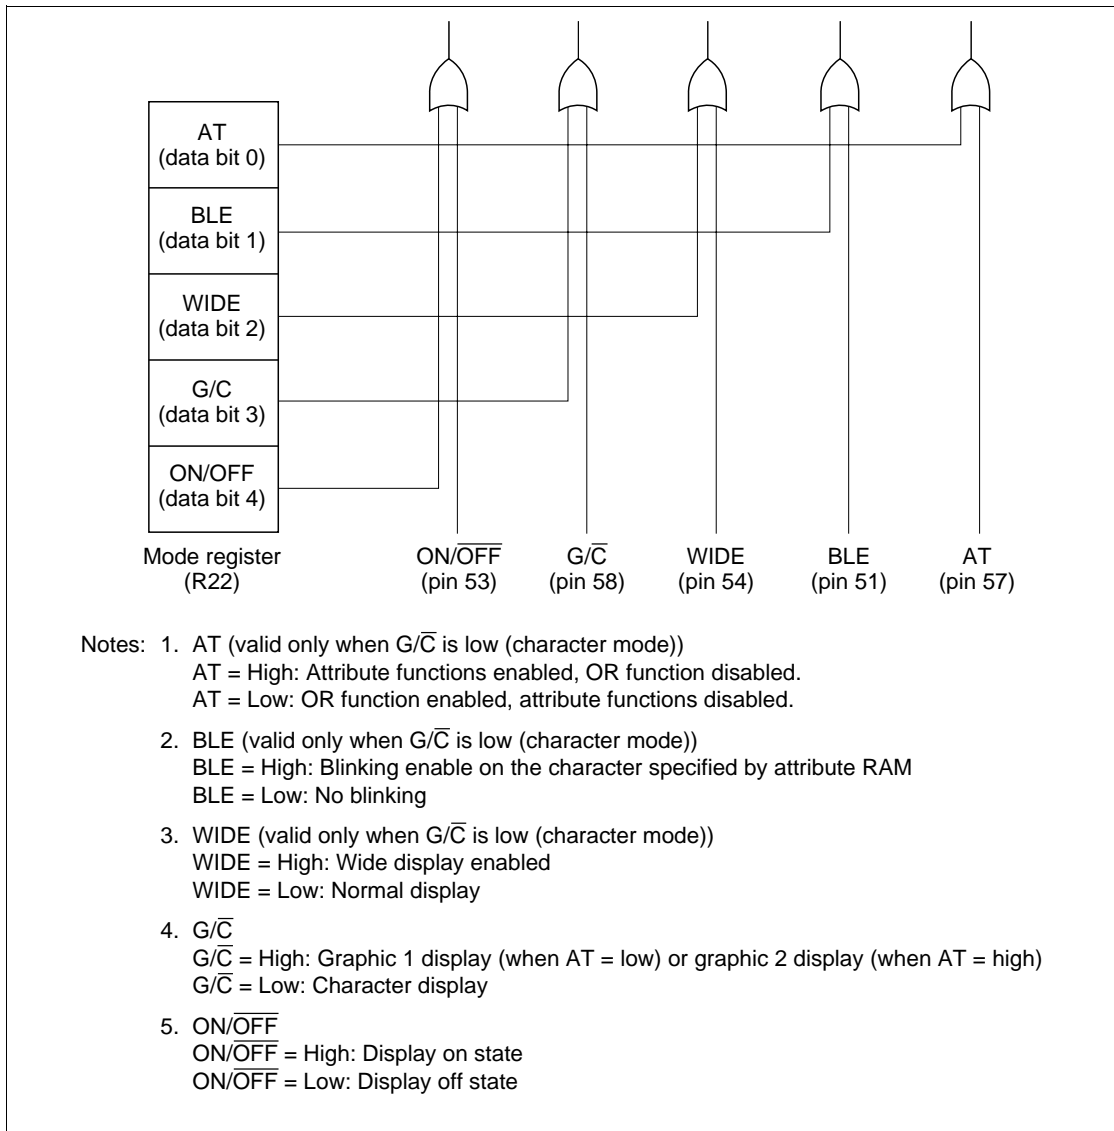 AT
(data bit 0)
BLE
(data bit 1)
WIDE
(data bit 2)
G/C
(data bit 3)
ON/OFF
(data bit 4)
Mode register
(R22)
ON/O̅F̅F̅
(pin 53)
G/C̅
(pin 58)
WIDE
(pin 54)
BLE
(pin 51)
AT
(pin 57)
Notes: 1. AT (valid only when G/C̅ is low (character mode))
AT = High: Attribute functions enabled, OR function disabled.
AT = Low: OR function enabled, attribute functions disabled.
2. BLE (valid only when G/C̅ is low (character mode))
BLE = High: Blinking enable on the character specified by attribute RAM
BLE = Low: No blinking
3. WIDE (valid only when G/C̅ is low (character mode))
WIDE = High: Wide display enabled
WIDE = Low: Normal display
4. G/C̅
G/C̅ = High: Graphic 1 display (when AT = low) or graphic 2 display (when AT = high)
G/C̅ = Low: Character display
5. ON/O̅F̅F̅
ON/O̅F̅F̅ = High: Display on state
ON/O̅F̅F̅ = Low: Display off state